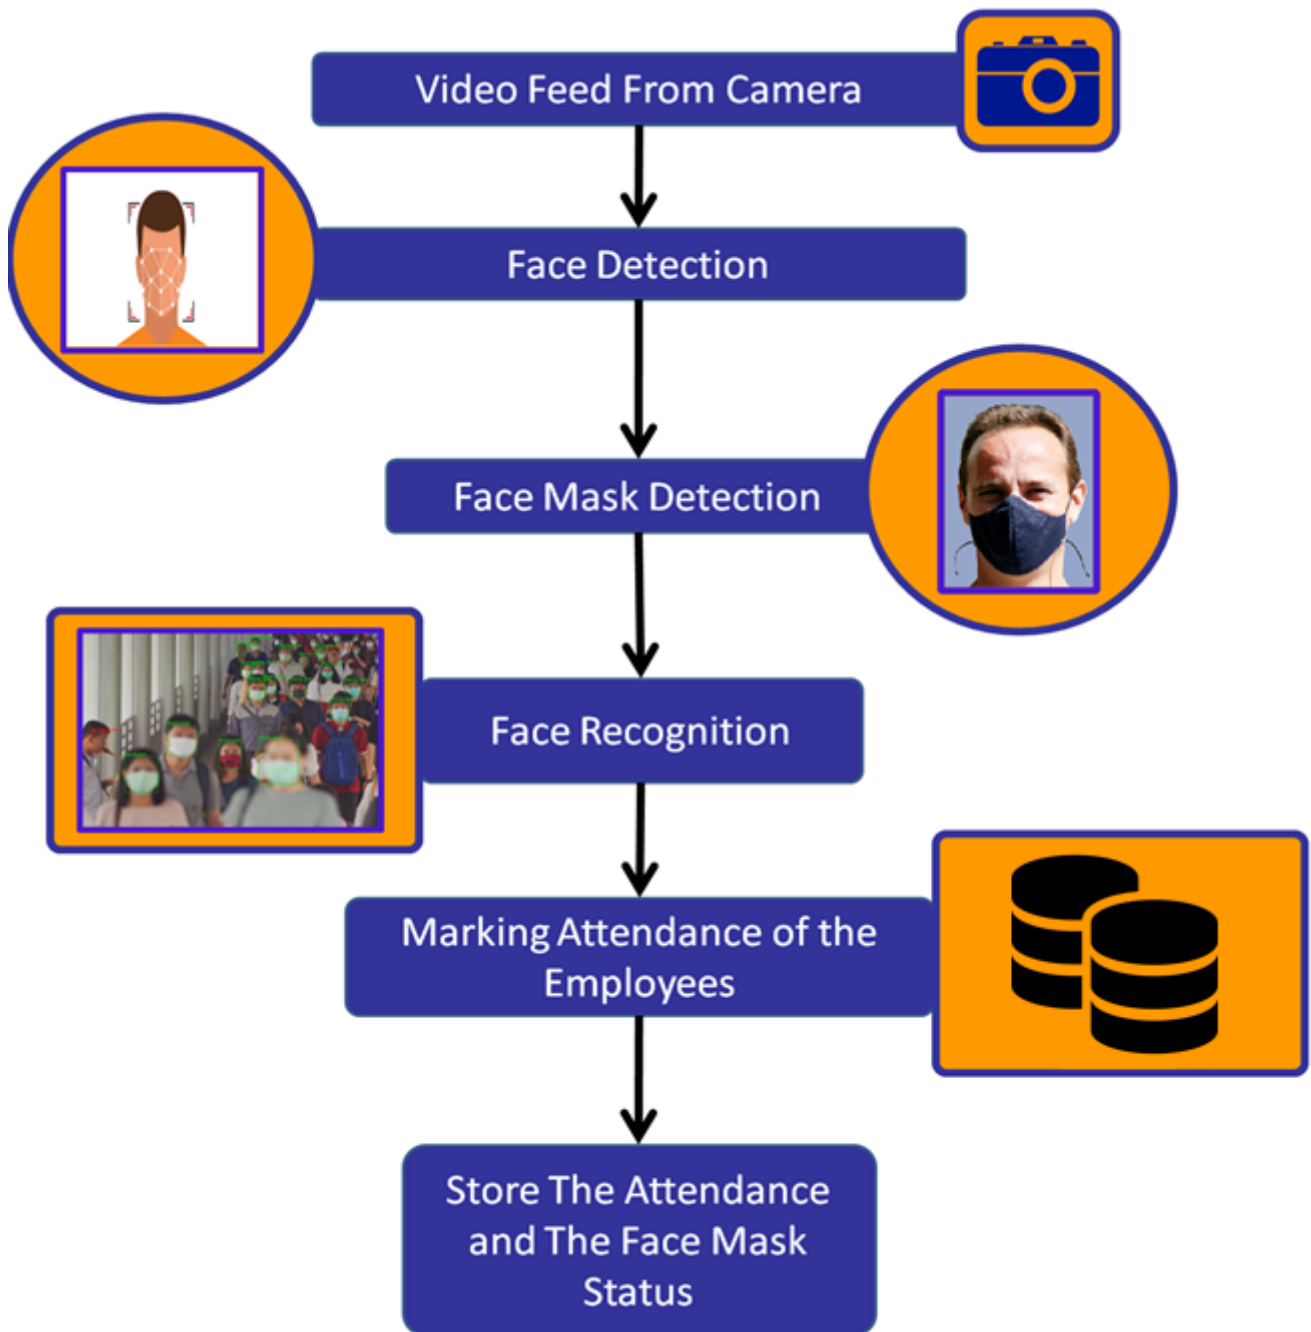 Video Feed From Camera
Face Detection
Face Mask Detection
Face Recognition
Marking Attendance of the
Employees
Store The Attendance
and The Face Mask
Status